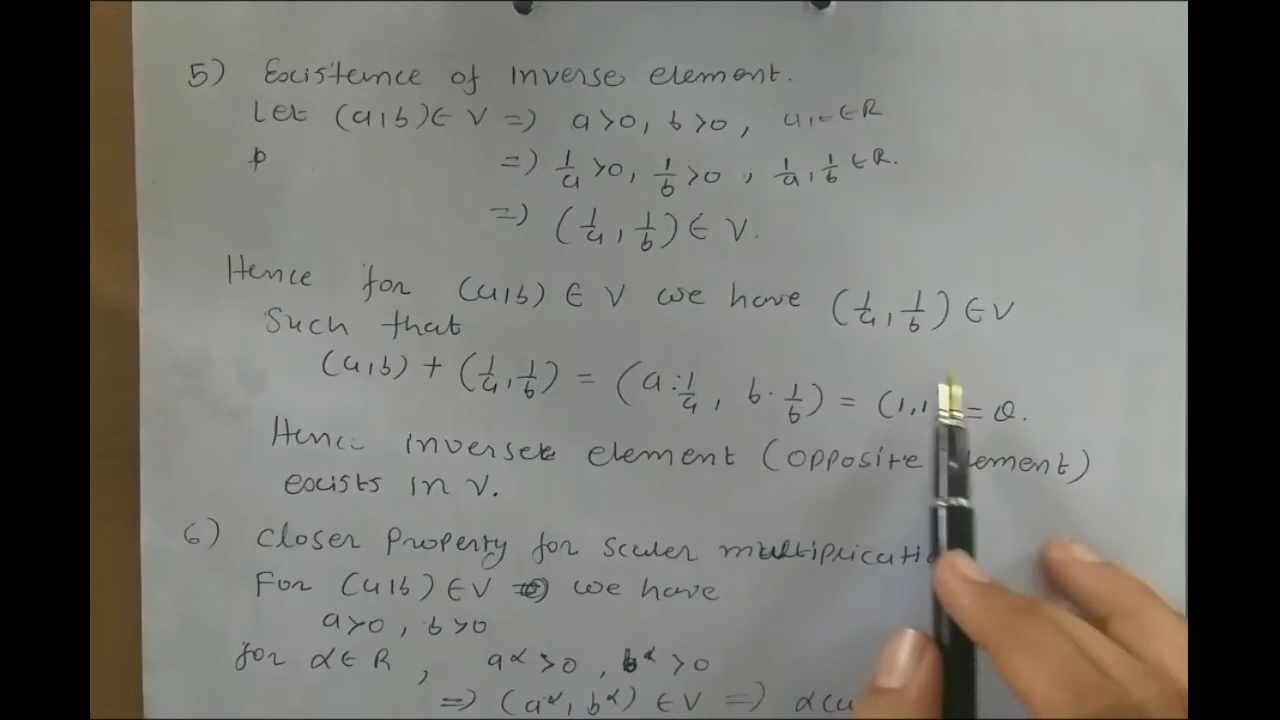 5) Existence of inverse element.
Let (a,b) ∈ V => a>0, b>0, ∈R
=> 1/a >0, 1/b >0, 1/a, 1/b ∈R.
=> (1/a, 1/b) ∈ V.
Hence for (a,b) ∈ V we have (1/a, 1/b) ∈ V
Such that
(a,b) + (1/a, 1/b) = (a·1/a, b·1/b) = (1,1 = 0.
Hence inverse element (opposite element)
exists in V.
6) Closer property for scaler
For (a,b) ∈ V we have
a>0, b>0
for α ∈ R, a^α >0, b^α >0
=> (a^α, b^α) ∈ V => α(a